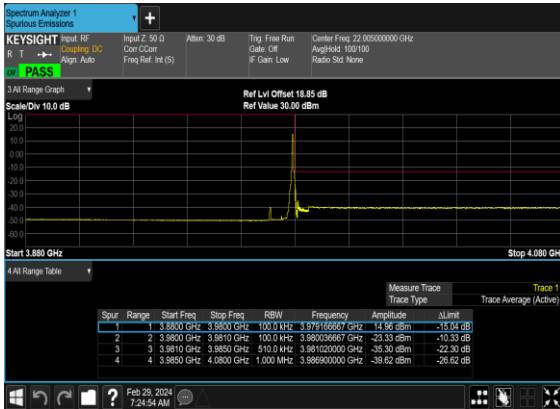 Spectrum Analyzer 1
Spurious Emissions
+
KEYSIGHT Input: RF Input Z: 50 Ω Atten: 30 dB Trig: Free Run Center Freq: 22.005000000 GHz
R T Coupling: DC Corr CCorr Gate: Off Avg|Hold: 100/100
Align: Auto Freq Ref: Int (S) IF Gain: Low Radio Std: None
LXI PASS
3 All Range Graph
Ref Lvl Offset 18.85 dB
Scale/Div 10.0 dB Ref Value 30.00 dBm
Log
20.0
10.0
0.00
-10.0
-20.0
-30.0
-40.0
-50.0
-60.0
Start 3.880 GHz Stop 4.080 GHz
4 All Range Table
Measure Trace Trace 1
Trace Type Trace Average (Active)
Spur Range Start Freq Stop Freq RBW Frequency Amplitude ΔLimit
1 1 3.8800 GHz 3.9800 GHz 100.0 kHz 3.979166667 GHz 14.96 dBm -15.04 dB
2 2 3.9800 GHz 3.9810 GHz 100.0 kHz 3.980036667 GHz -23.33 dBm -10.33 dB
3 3 3.9810 GHz 3.9850 GHz 510.0 kHz 3.981020000 GHz -35.30 dBm -22.30 dB
4 4 3.9850 GHz 4.0800 GHz 1.000 MHz 3.986900000 GHz -39.62 dBm -26.62 dB
?
Feb 29, 2024
7:24:54 AM